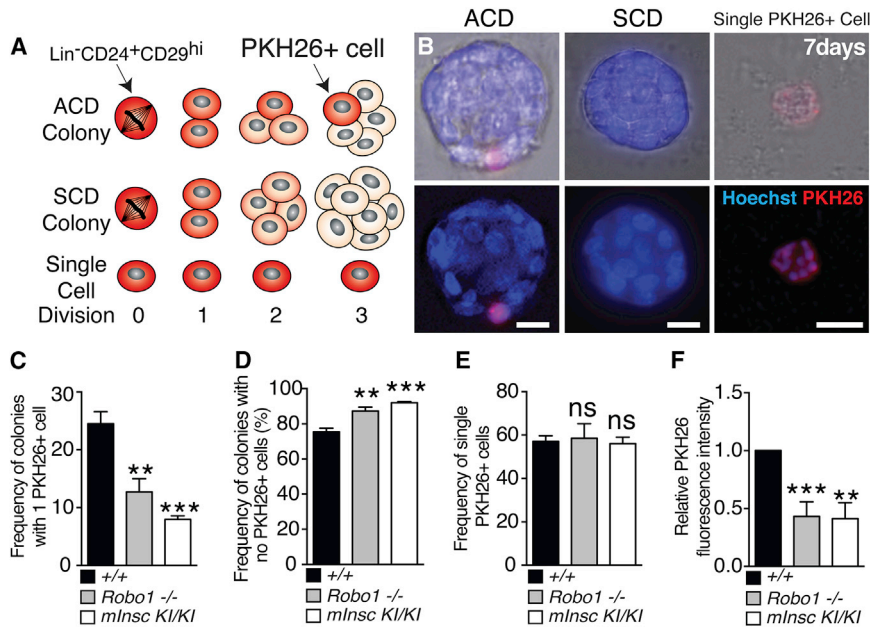 A
Lin-CD24+CD29hi
PKH26+ cell
ACD
Colony
SCD
Colony
Single
Cell
Division 0 1 2 3
B
ACD
SCD
Single PKH26+ Cell
7days
Hoechst PKH26
C
Frequency of colonies
with 1 PKH26+ cell
30
20
10
0
**
***
+/+
Robo1 -/-
mInsc KI/KI
D
Frequency of colonies with
no PKH26+ cells (%)
100
80
60
40
20
0
**
***
+/+
Robo1 -/-
mInsc KI/KI
E
Frequency of single
PKH26+ cells
80
60
40
20
0
ns
ns
+/+
Robo1 -/-
mInsc KI/KI
F
Relative PKH26
fluorescence intensity
1.5
1.0
0.5
0
***
**
+/+
Robo1 -/-
mInsc KI/KI